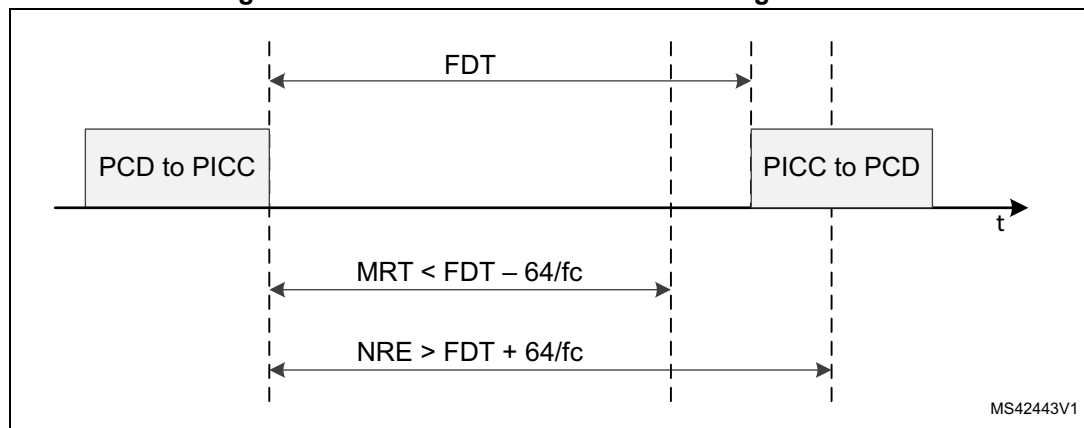 FDT
PCD to PICC
PICC to PCD
t
MRT < FDT – 64/fc
NRE > FDT + 64/fc
MS42443V1